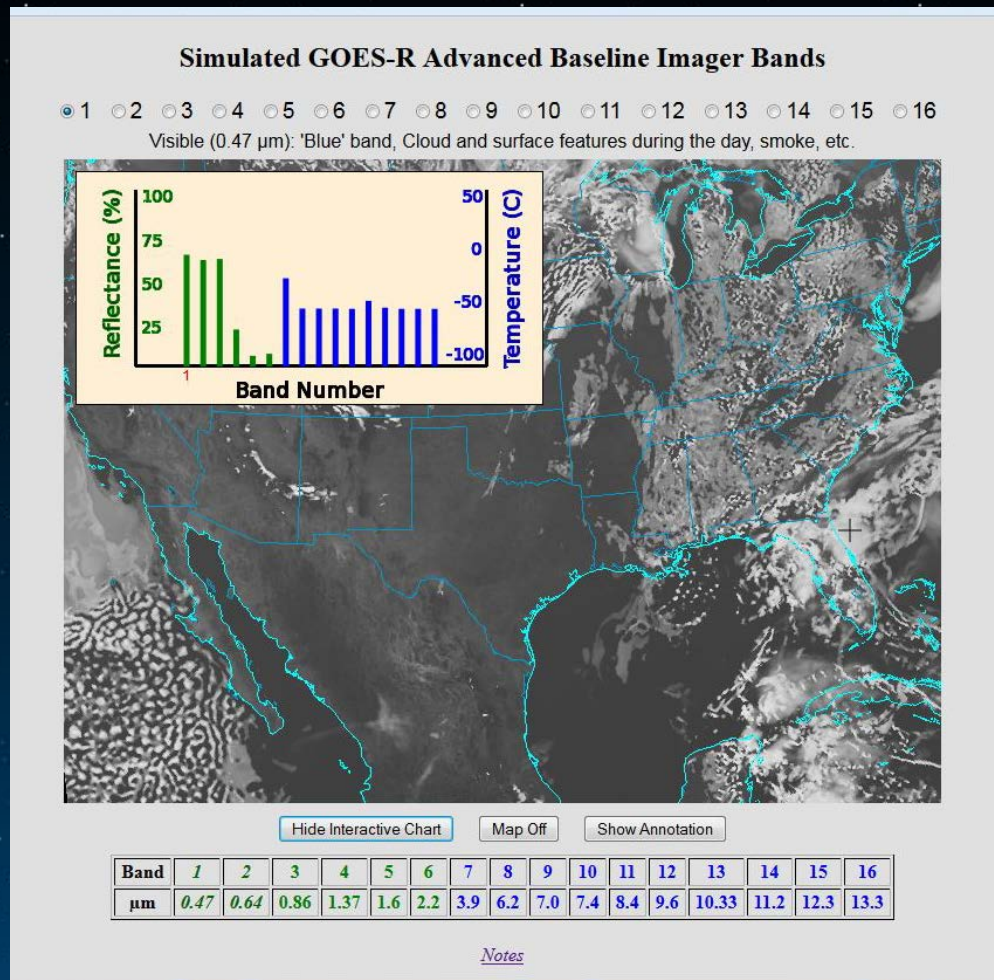 Simulated GOES-R Advanced Baseline Imager Bands
1 2 3 4 5 6 7 8 9 10 11 12 13 14 15 16
Visible (0.47 µm): 'Blue' band, Cloud and surface features during the day, smoke, etc.
Reflectance (%)
100
75
50
25
50
0
-50
-100
Temperature (C)
1
Band Number
Hide Interactive Chart Map Off Show Annotation
Band 1 2 3 4 5 6 7 8 9 10 11 12 13 14 15 16
µm 0.47 0.64 0.86 1.37 1.6 2.2 3.9 6.2 7.0 7.4 8.4 9.6 10.33 11.2 12.3 13.3
Notes